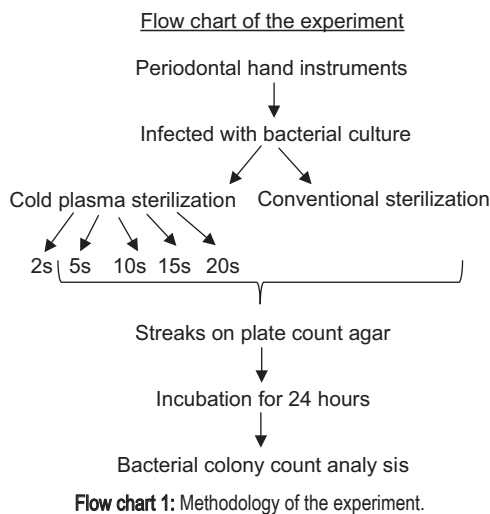 Flow chart of the experiment
Periodontal hand instruments
Infected with bacterial culture
Cold plasma sterilization Conventional sterilization
2s 5s 10s 15s 20s
Streaks on plate count agar
Incubation for 24 hours
Bacterial colony count analy sis
Flow chart 1: Methodology of the experiment.